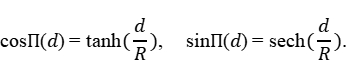 cosΠ(d) = tanh(d/R), sinΠ(d) = sech(d/R).